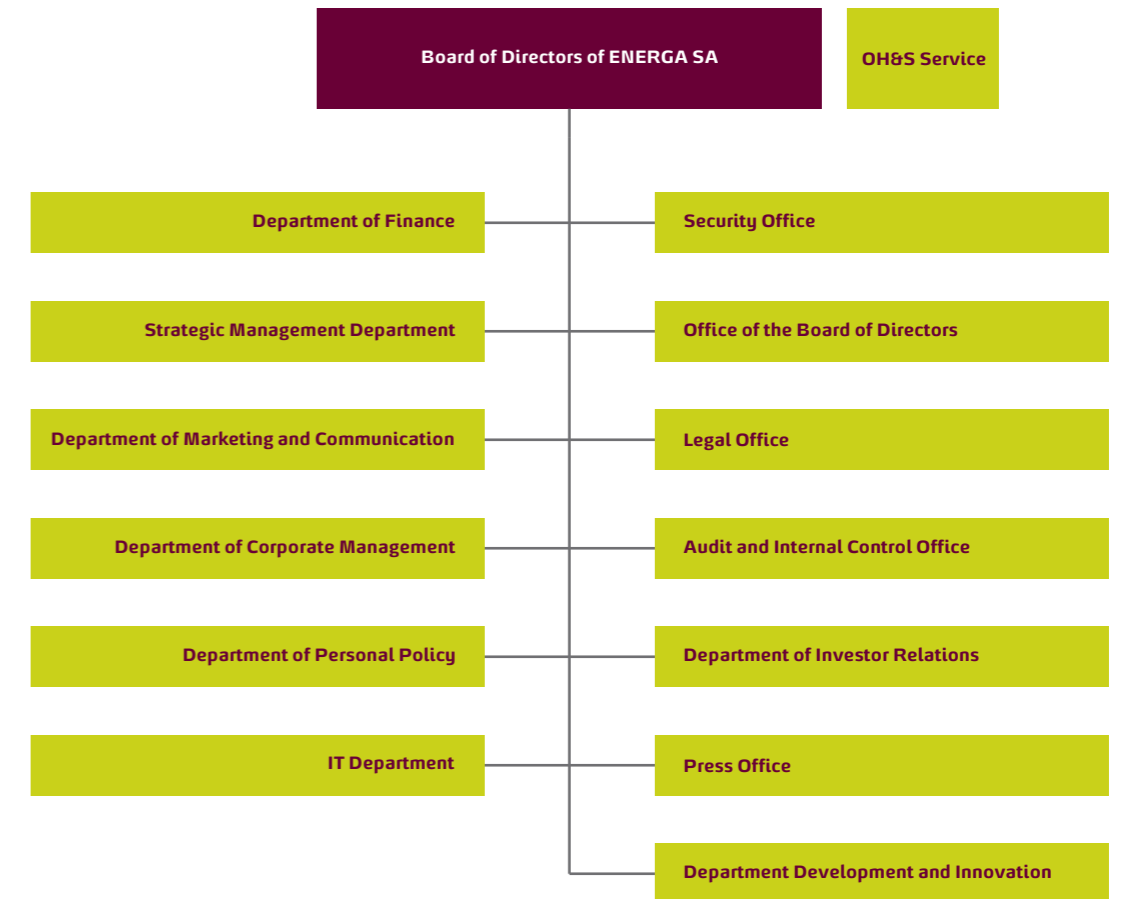 Board of Directors of ENERGA SA
OH&S Service
Department of Finance
Security Office
Strategic Management Department
Office of the Board of Directors
Department of Marketing and Communication
Legal Office
Department of Corporate Management
Audit and Internal Control Office
Department of Personal Policy
Department of Investor Relations
IT Department
Press Office
Department Development and Innovation